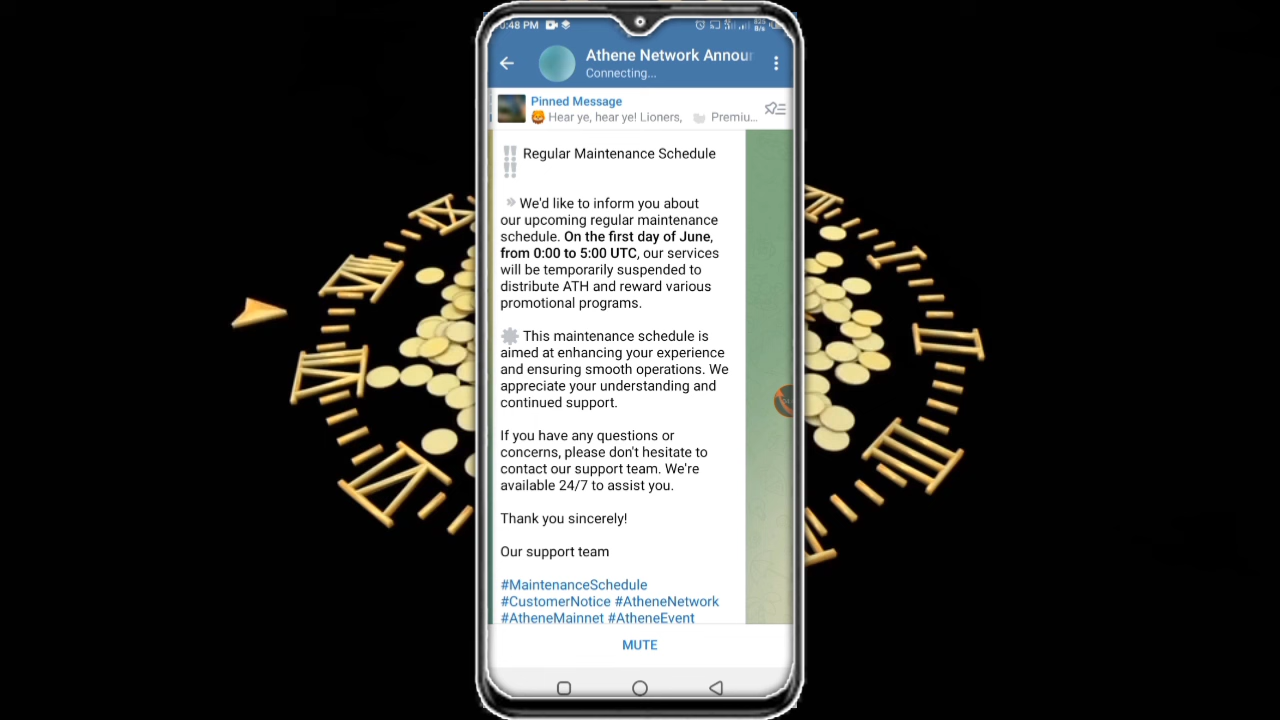 0:48 PM
Athene Network Annour
Connecting...
Pinned Message
Hear ye, hear ye! Lioners, Premiu...
Regular Maintenance Schedule
We'd like to inform you about
our upcoming regular maintenance
schedule. On the first day of June,
from 0:00 to 5:00 UTC, our services
will be temporarily suspended to
distribute ATH and reward various
promotional programs.
This maintenance schedule is
aimed at enhancing your experience
and ensuring smooth operations. We
appreciate your understanding and
continued support.
If you have any questions or
concerns, please don't hesitate to
contact our support team. We're
available 24/7 to assist you.
Thank you sincerely!
Our support team
#MaintenanceSchedule
#CustomerNotice #AtheneNetwork
#AtheneMainnet #AtheneEvent
MUTE